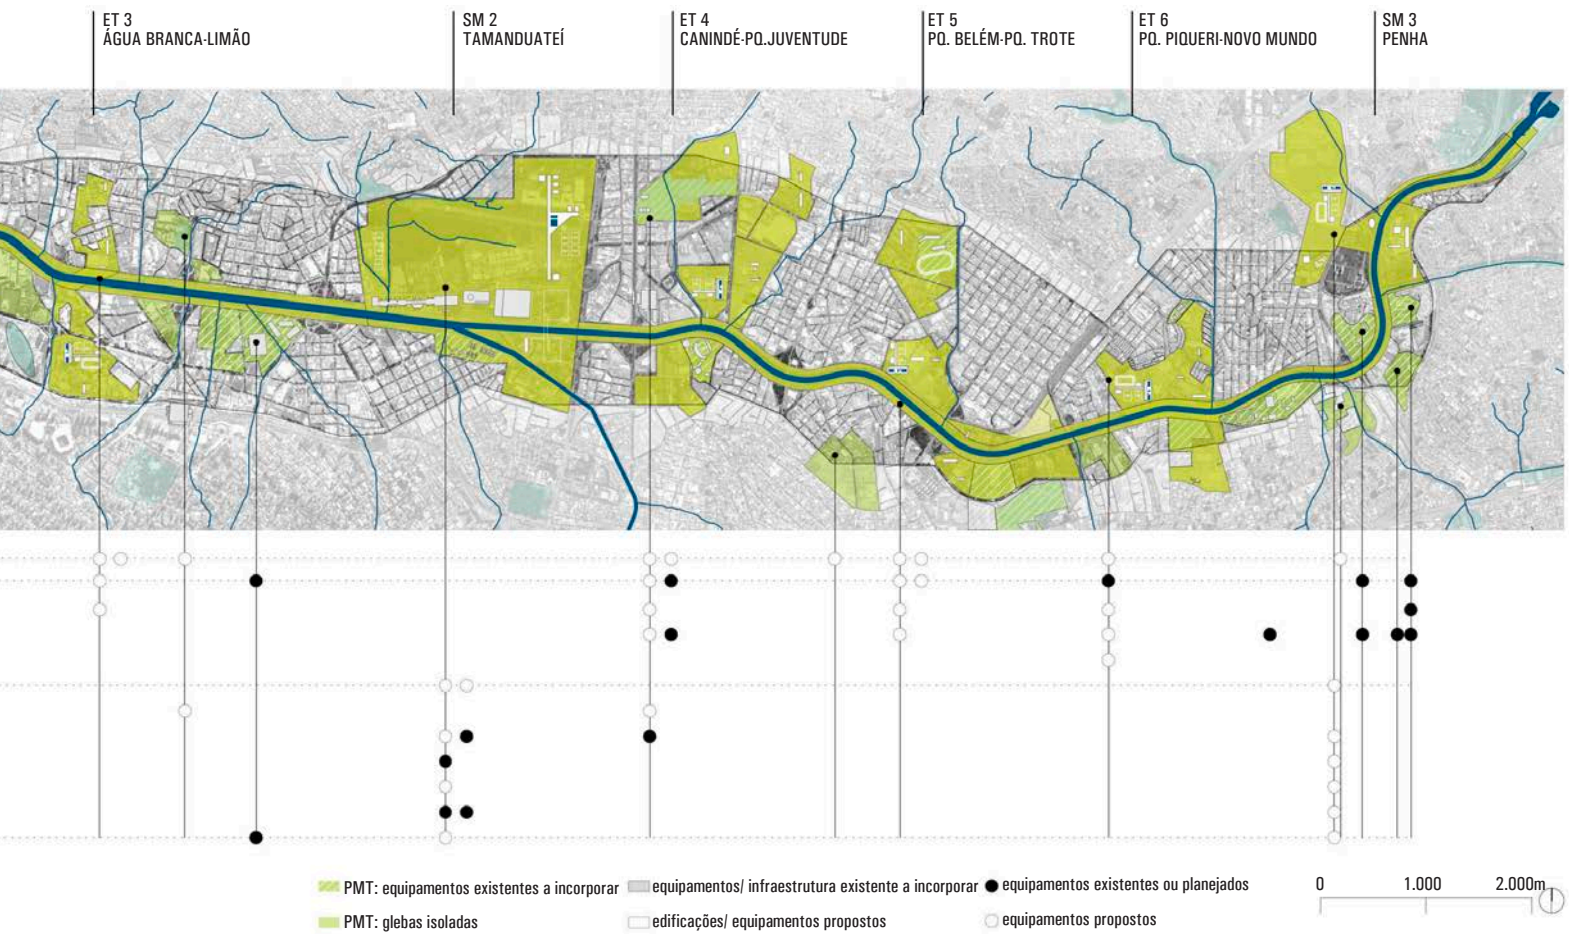 ET 3
ÁGUA BRANCA-LIMÃO
SM 2
TAMANDUATEÍ
ET 4
CANINDÉ-PQ.JUVENTUDE
ET 5
PQ. BELÉM-PQ. TROTE
ET 6
PQ. PIQUERI-NOVO MUNDO
SM 3
PENHA
PMT: equipamentos existentes a incorporar
equipamentos/ infraestrutura existente a incorporar
equipamentos existentes ou planejados
PMT: glebas isoladas
edificações/ equipamentos propostos
equipamentos propostos
0 1.000 2.000m